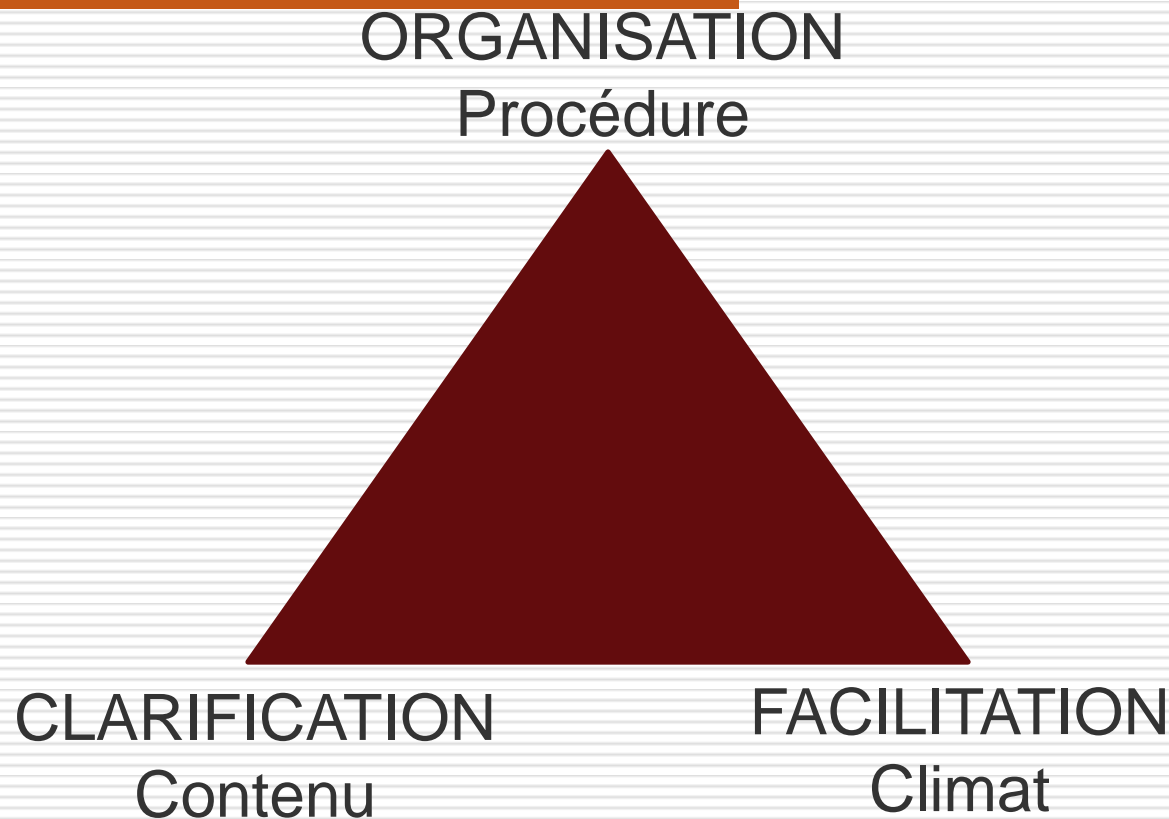 ORGANISATION
Procédure
CLARIFICATION
Contenu
FACILITATION
Climat